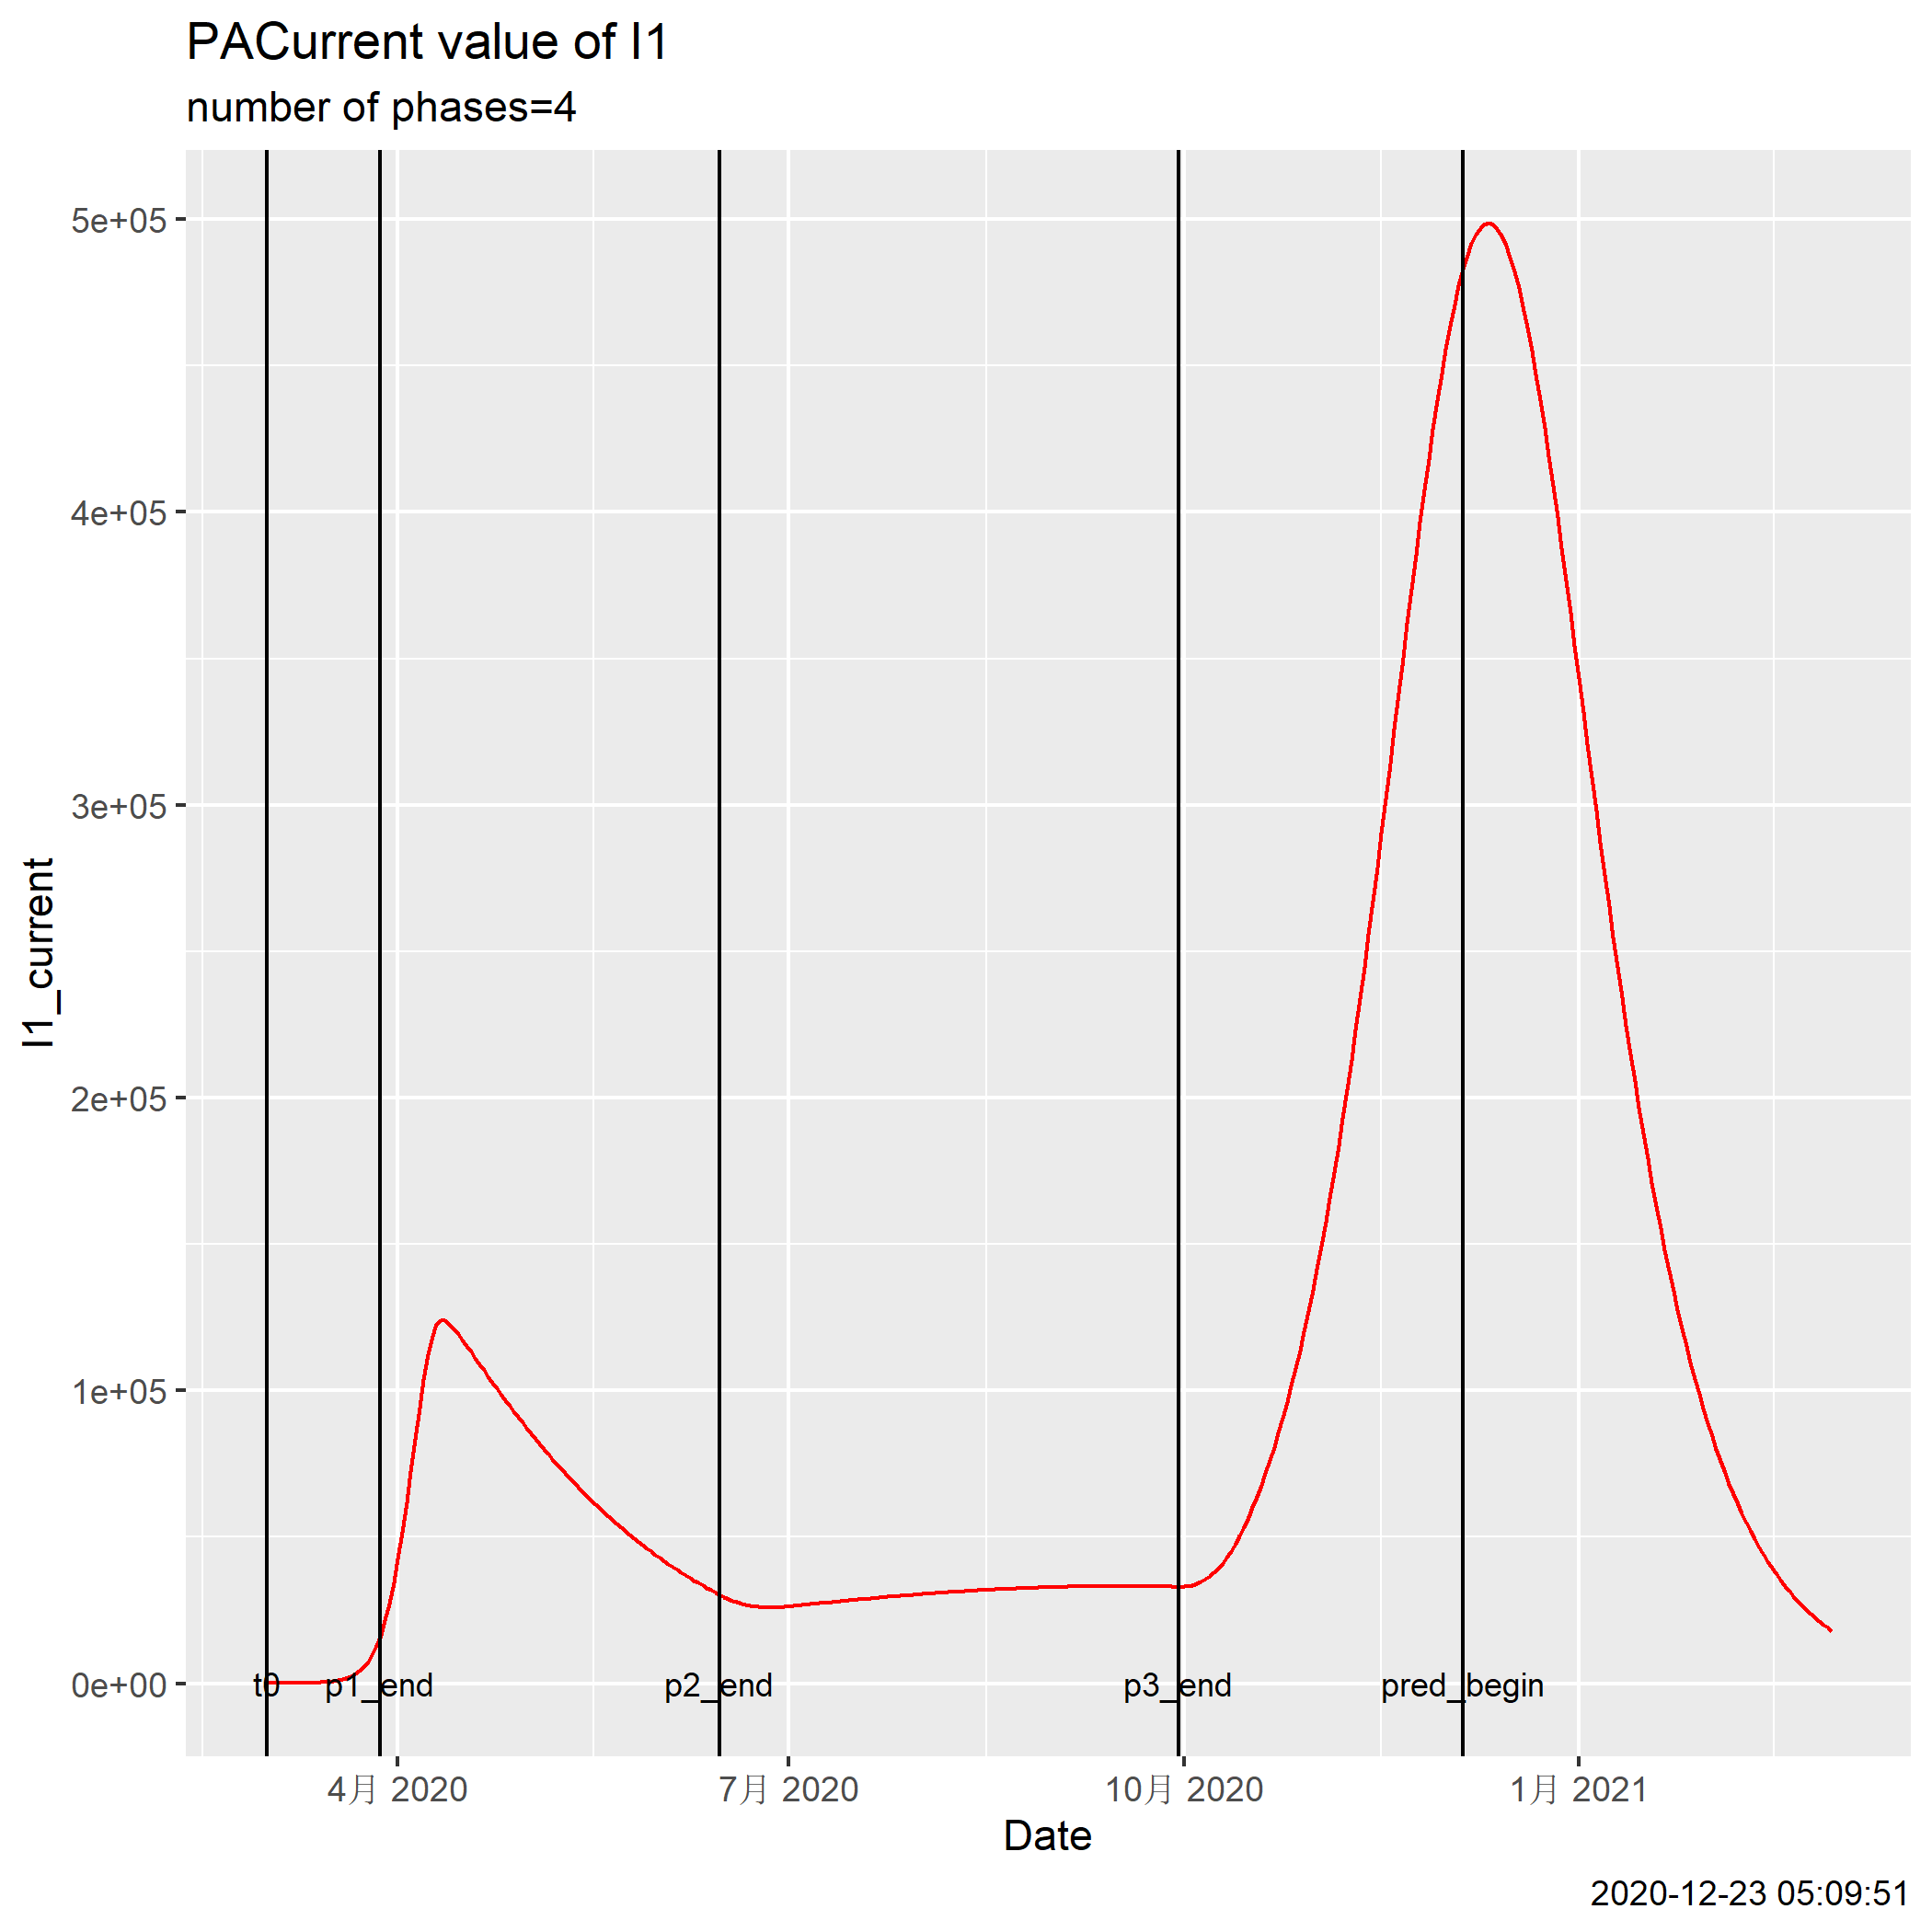 PACurrent value of I1
number of phases=4
5e+05
4e+05
3e+05
2e+05
1e+05
0e+00
I1_current
t0 p1_end p2_end p3_end pred_begin
4月 2020 7月 2020 10月 2020 1月 2021
Date
2020-12-23 05:09:51